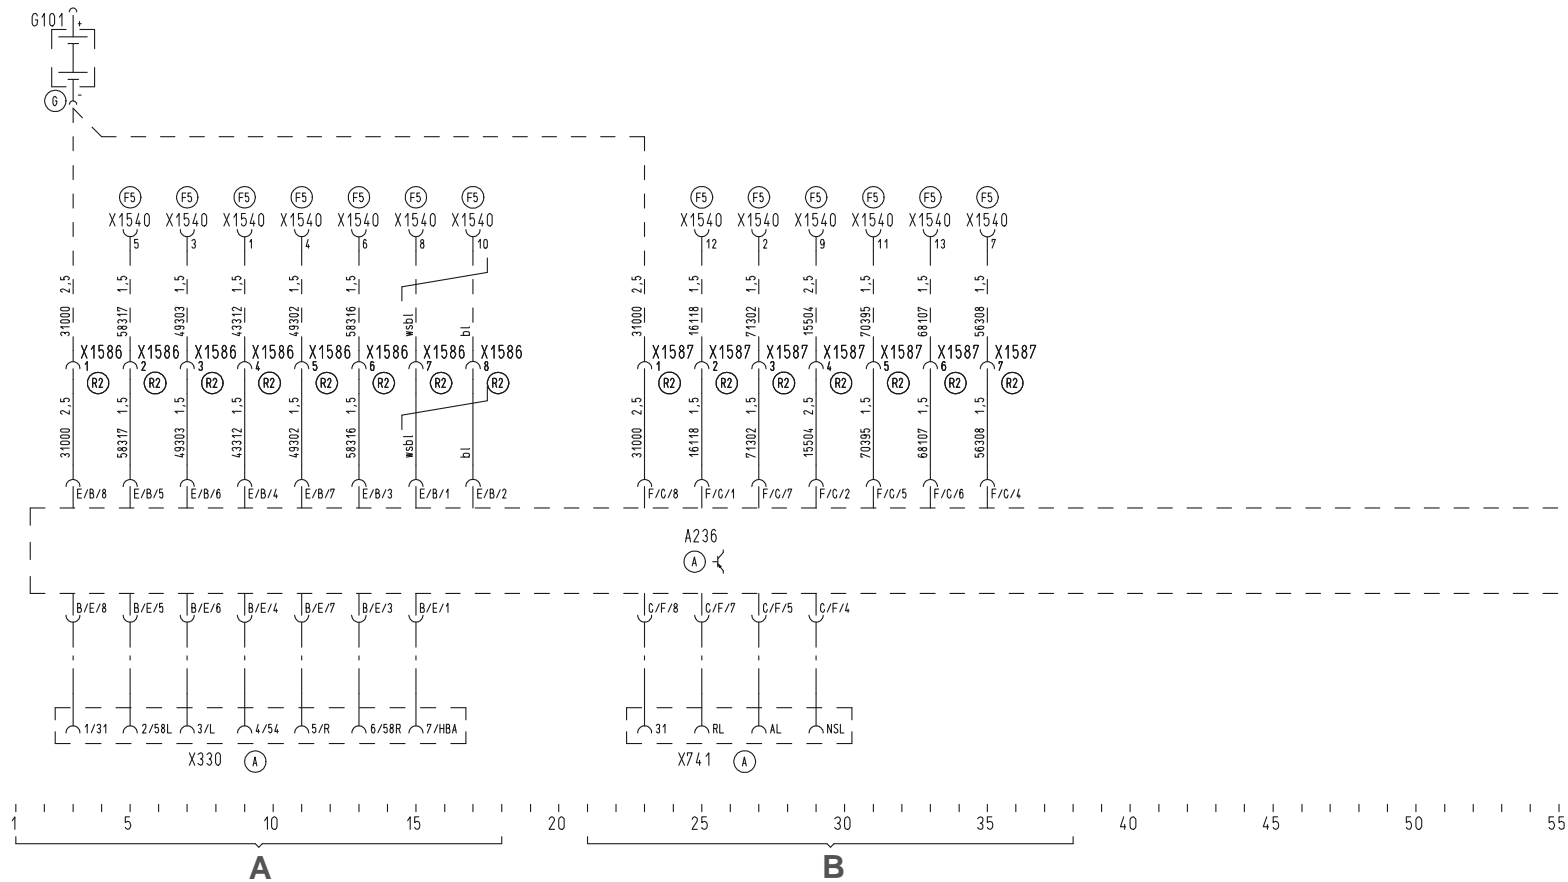 G101 +
G -
F5 F5 F5 F5 F5 F5 F5 F5 F5 F5 F5 F5 F5
X1540 X1540 X1540 X1540 X1540 X1540 X1540 X1540 X1540 X1540 X1540 X1540 X1540
5 3 1 4 6 8 10 12 2 9 11 13 7
31000 2,5
58317 1,5
49303 1,5
43312 1,5
49302 1,5
58316 1,5
wsbl
bl
31000 2,5
16118 1,5
71302 1,5
15504 2,5
70395 1,5
68107 1,5
56308 1,5
X1586 X1586 X1586 X1586 X1586 X1586 X1586 X1586 X1587 X1587 X1587 X1587 X1587 X1587 X1587
1 2 3 4 5 6 7 8 1 2 3 4 5 6 7
R2 R2 R2 R2 R2 R2 R2 R2 R2 R2 R2 R2 R2 R2 R2
31000 2,5
58317 1,5
49303 1,5
43312 1,5
49302 1,5
58316 1,5
wsbl
bl
31000 2,5
16118 1,5
71302 1,5
15504 2,5
70395 1,5
68107 1,5
56308 1,5
E/B/8 E/B/5 E/B/6 E/B/4 E/B/7 E/B/3 E/B/1 E/B/2 F/C/8 F/C/1 F/C/7 F/C/2 F/C/5 F/C/6 F/C/4
A236
A
B/E/8 B/E/5 B/E/6 B/E/4 B/E/7 B/E/3 B/E/1 C/F/8 C/F/7 C/F/5 C/F/4
1/31 2/58L 3/L 4/54 5/R 6/58R 7/HBA 31 RL AL NSL
X330 A X741 A
1 5 10 15 20 25 30 35 40 45 50 55
A B